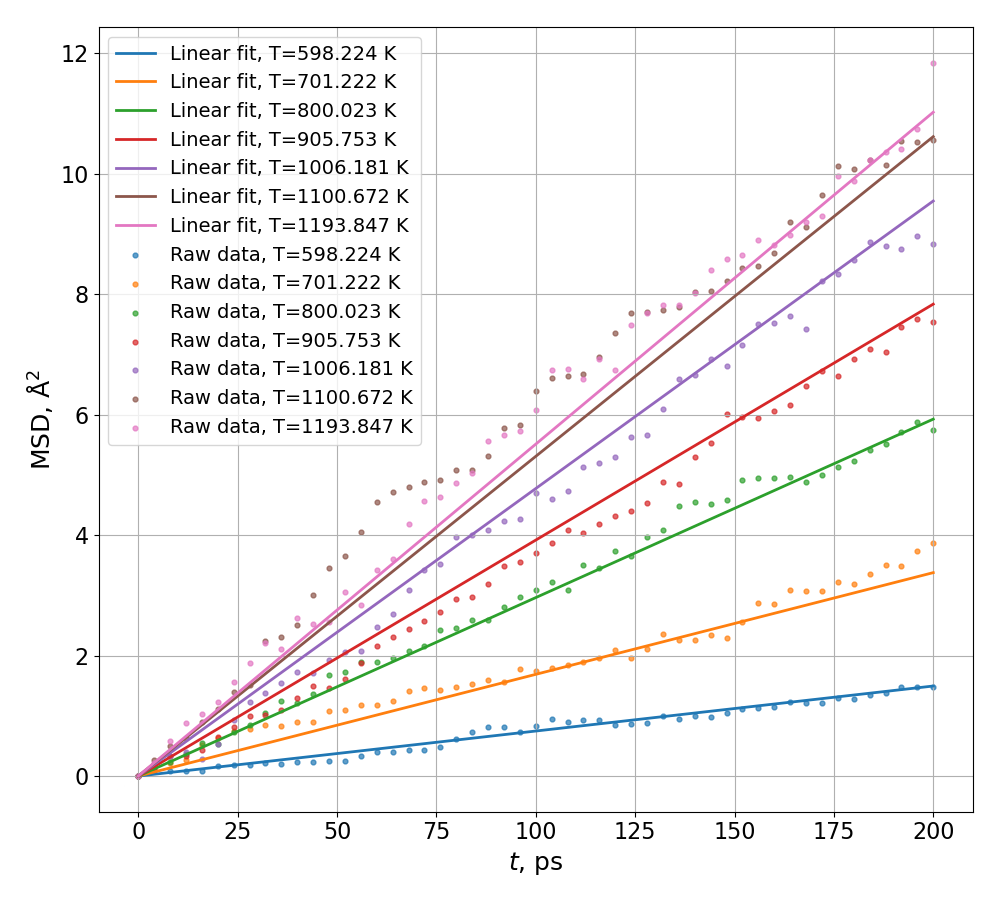 12
10
8
6
4
2
0
MSD, Å²
Linear fit, T=598.224 K
Linear fit, T=701.222 K
Linear fit, T=800.023 K
Linear fit, T=905.753 K
Linear fit, T=1006.181 K
Linear fit, T=1100.672 K
Linear fit, T=1193.847 K
Raw data, T=598.224 K
Raw data, T=701.222 K
Raw data, T=800.023 K
Raw data, T=905.753 K
Raw data, T=1006.181 K
Raw data, T=1100.672 K
Raw data, T=1193.847 K
0 25 50 75 100 125 150 175 200
t, ps